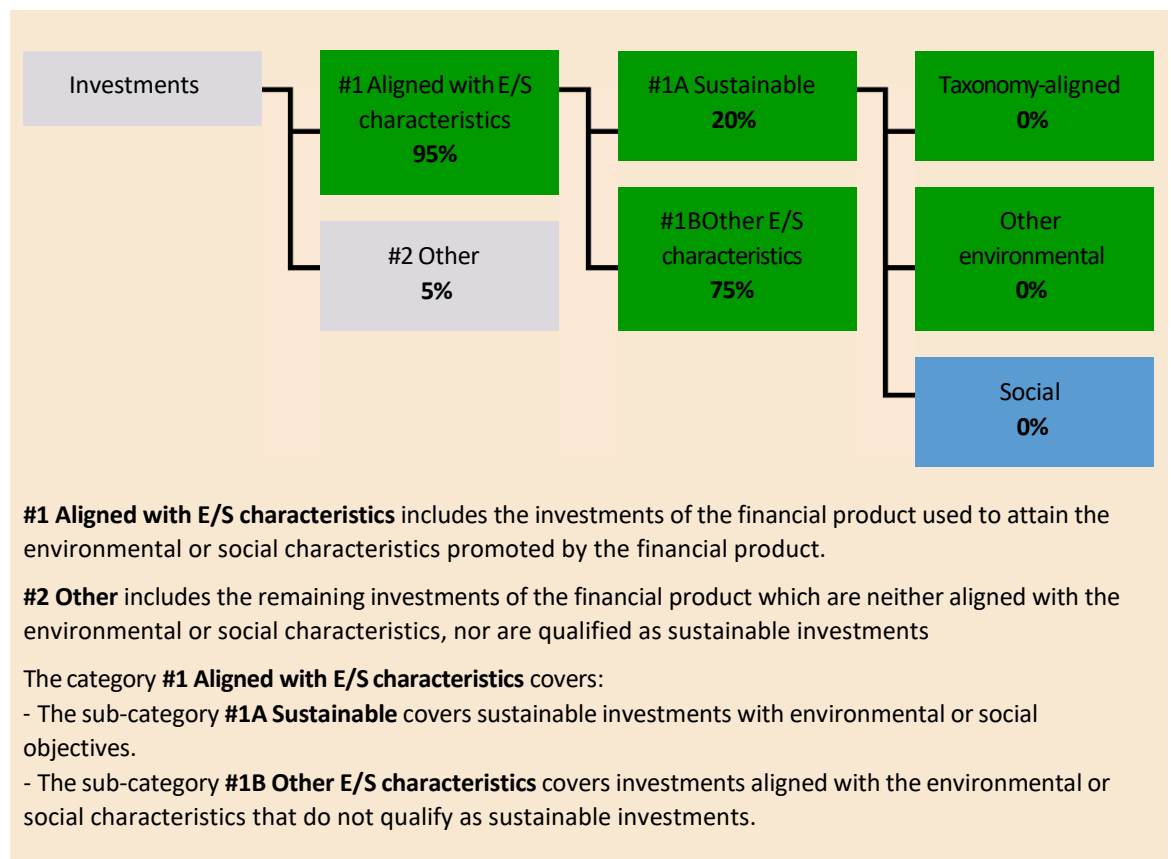 Investments
#1 Aligned with E/S
characteristics
95%
#2 Other
5%
#1A Sustainable
20%
#1BOther E/S
characteristics
75%
Taxonomy-aligned
0%
Other
environmental
0%
Social
0%
#1 Aligned with E/S characteristics includes the investments of the financial product used to attain the
environmental or social characteristics promoted by the financial product.
#2 Other includes the remaining investments of the financial product which are neither aligned with the
environmental or social characteristics, nor are qualified as sustainable investments
The category #1 Aligned with E/S characteristics covers:
- The sub-category #1A Sustainable covers sustainable investments with environmental or social
objectives.
- The sub-category #1B Other E/S characteristics covers investments aligned with the environmental or
social characteristics that do not qualify as sustainable investments.